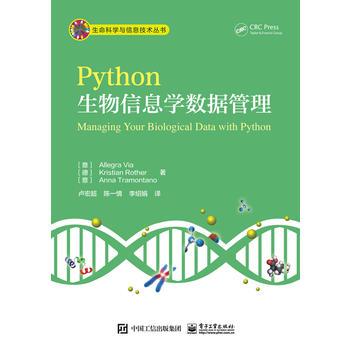 生命科学与信息技术丛书
CRC Press
Taylor & Francis Group
Python
生物信息学数据管理
Managing Your Biological Data with Python
[意] Allegra Via
[德] Kristian Rother 著
[意] Anna Tramontano
卢宏超 陈一情 李绍娟 译
中国工信出版集团
电子工业出版社